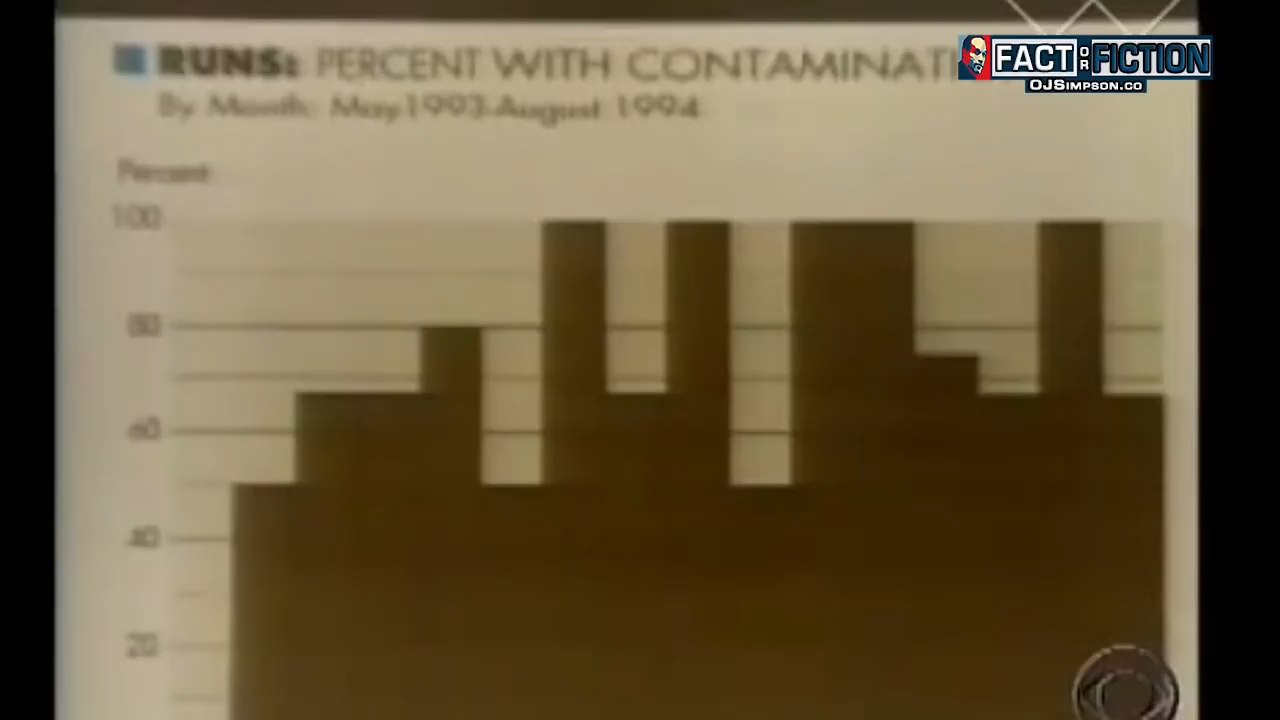 RUNS: PERCENT WITH CONTAMINATI
By Month: May 1993-August 1994
Percent
100
80
60
40
20
FACT OR FICTION
OJSIMPSON.CO